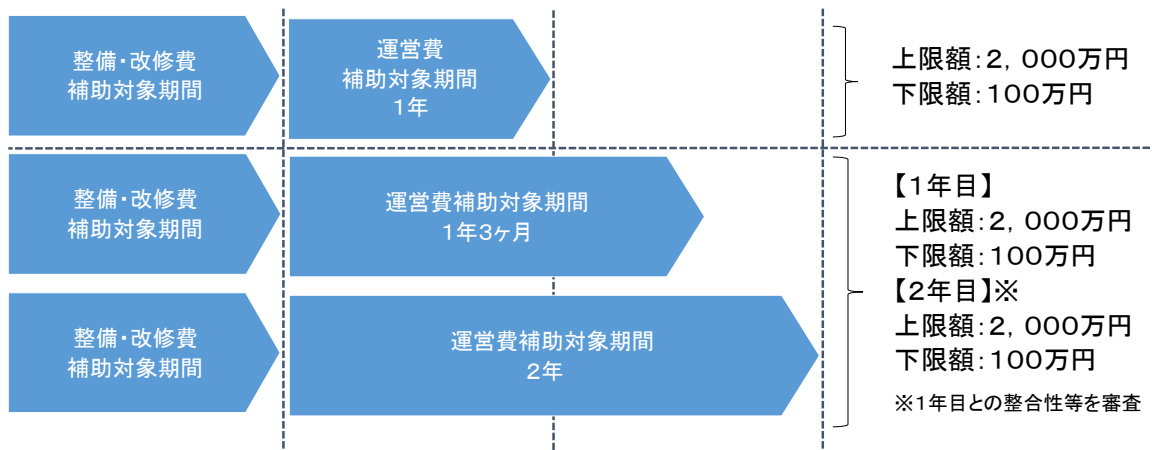 整備・改修費
補助対象期間
運営費
補助対象期間
1年
上限額：２，０００万円
下限額：１００万円
整備・改修費
補助対象期間
運営費補助対象期間
1年3ヶ月
整備・改修費
補助対象期間
運営費補助対象期間
2年
【１年目】
上限額：２，０００万円
下限額：１００万円
【２年目】※
上限額：２，０００万円
下限額：１００万円
※１年目との整合性等を審査